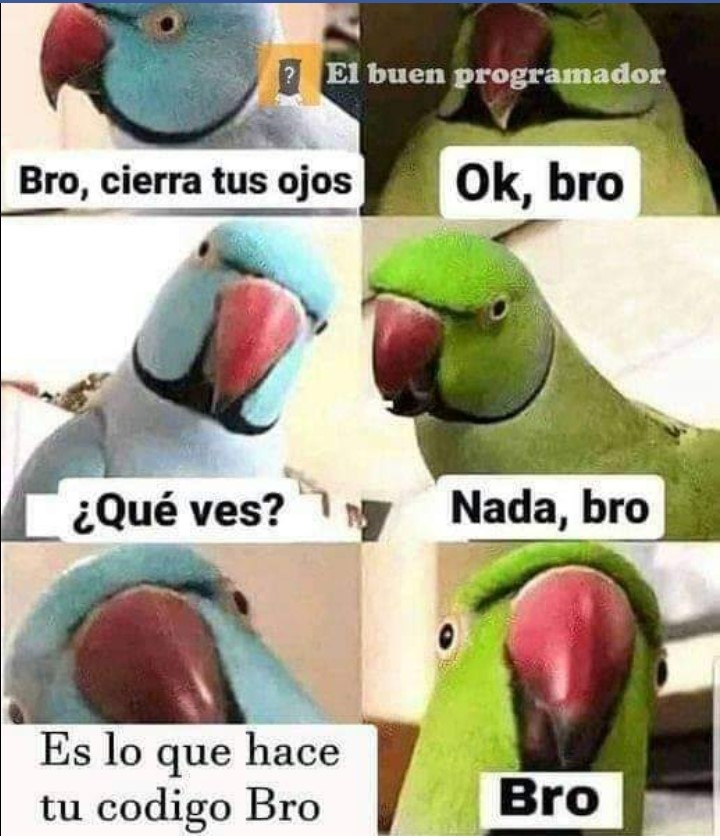 ? El buen programador
Bro, cierra tus ojos
Ok, bro
¿Qué ves?
Nada, bro
Es lo que hace
tu codigo Bro
Bro